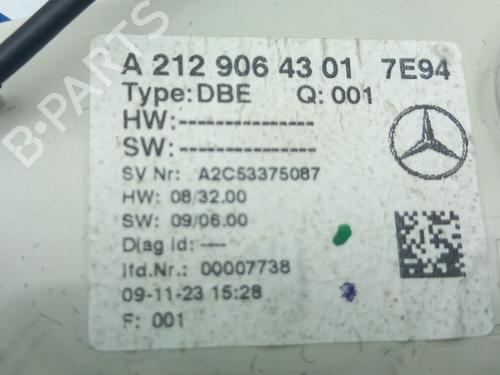 A 212 906 43 01 7E94
Type: DBE Q: 001
HW: ---------------
SW: ---------------
SV Nr: A2C53375087
HW: 08/32.00
SW: 09/06.00
Diag Id: ----
lfd.Nr.: 00007738
09-11-23 15:28
F: 001
B-PARTS